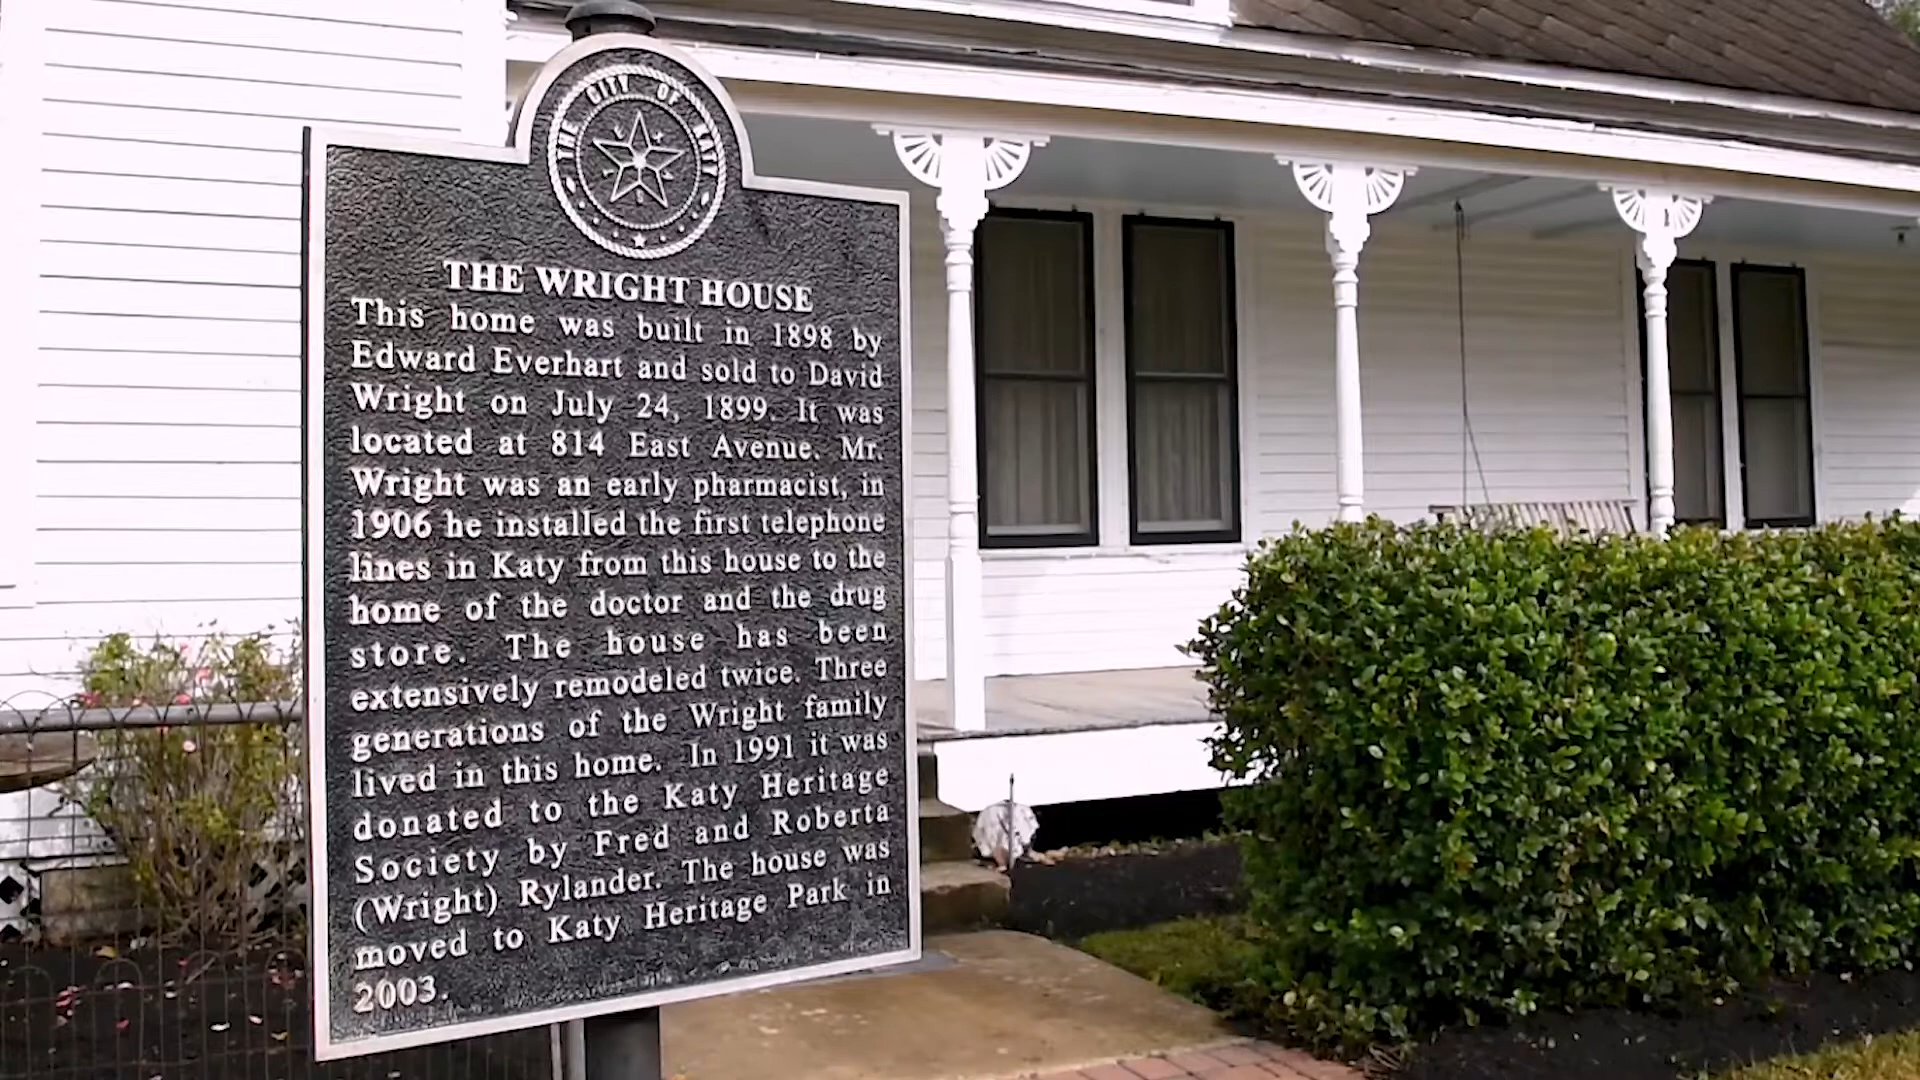 THE CITY OF KATY
THE WRIGHT HOUSE
This home was built in 1898 by
Edward Everhart and sold to David
Wright on July 24, 1899. It was
located at 814 East Avenue. Mr.
Wright was an early pharmacist, in
1906 he installed the first telephone
lines in Katy from this house to the
home of the doctor and the drug
store. The house has been
extensively remodeled twice. Three
generations of the Wright family
lived in this home. In 1991 it was
donated to the Katy Heritage
Society by Fred and Roberta
(Wright) Rylander. The house was
moved to Katy Heritage Park in
2003.